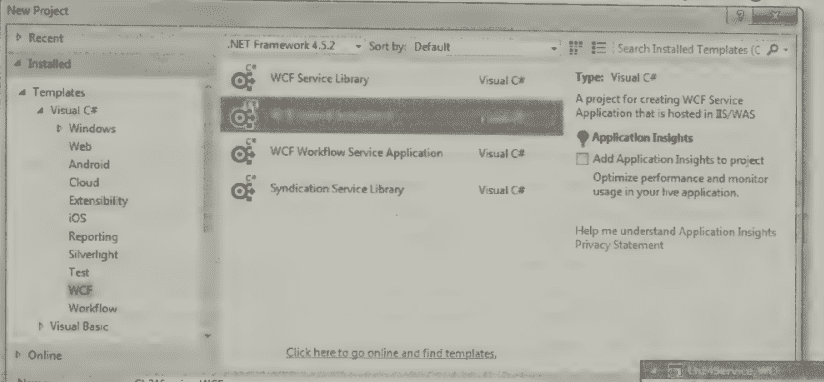 New Project
Recent
Installed
.NET Framework 4.5.2
Sort by: Default
Search Installed Templates (C
Templates
Visual C#
Windows
Web
Android
Cloud
Extensibility
iOS
Reporting
Silverlight
Test
WCF
Workflow
Visual Basic
Online
C#
WCF Service Library
Visual C#
C#
WCF Workflow Service Application
Visual C#
C#
Syndication Service Library
Visual C#
Click here to go online and find templates.
Type: Visual C#
A project for creating WCF Service
Application that is hosted in IIS/WAS
Application Insights
Add Application Insights to project
Optimize performance and monitor
usage in your live application.
Help me understand Application Insights
Privacy Statement